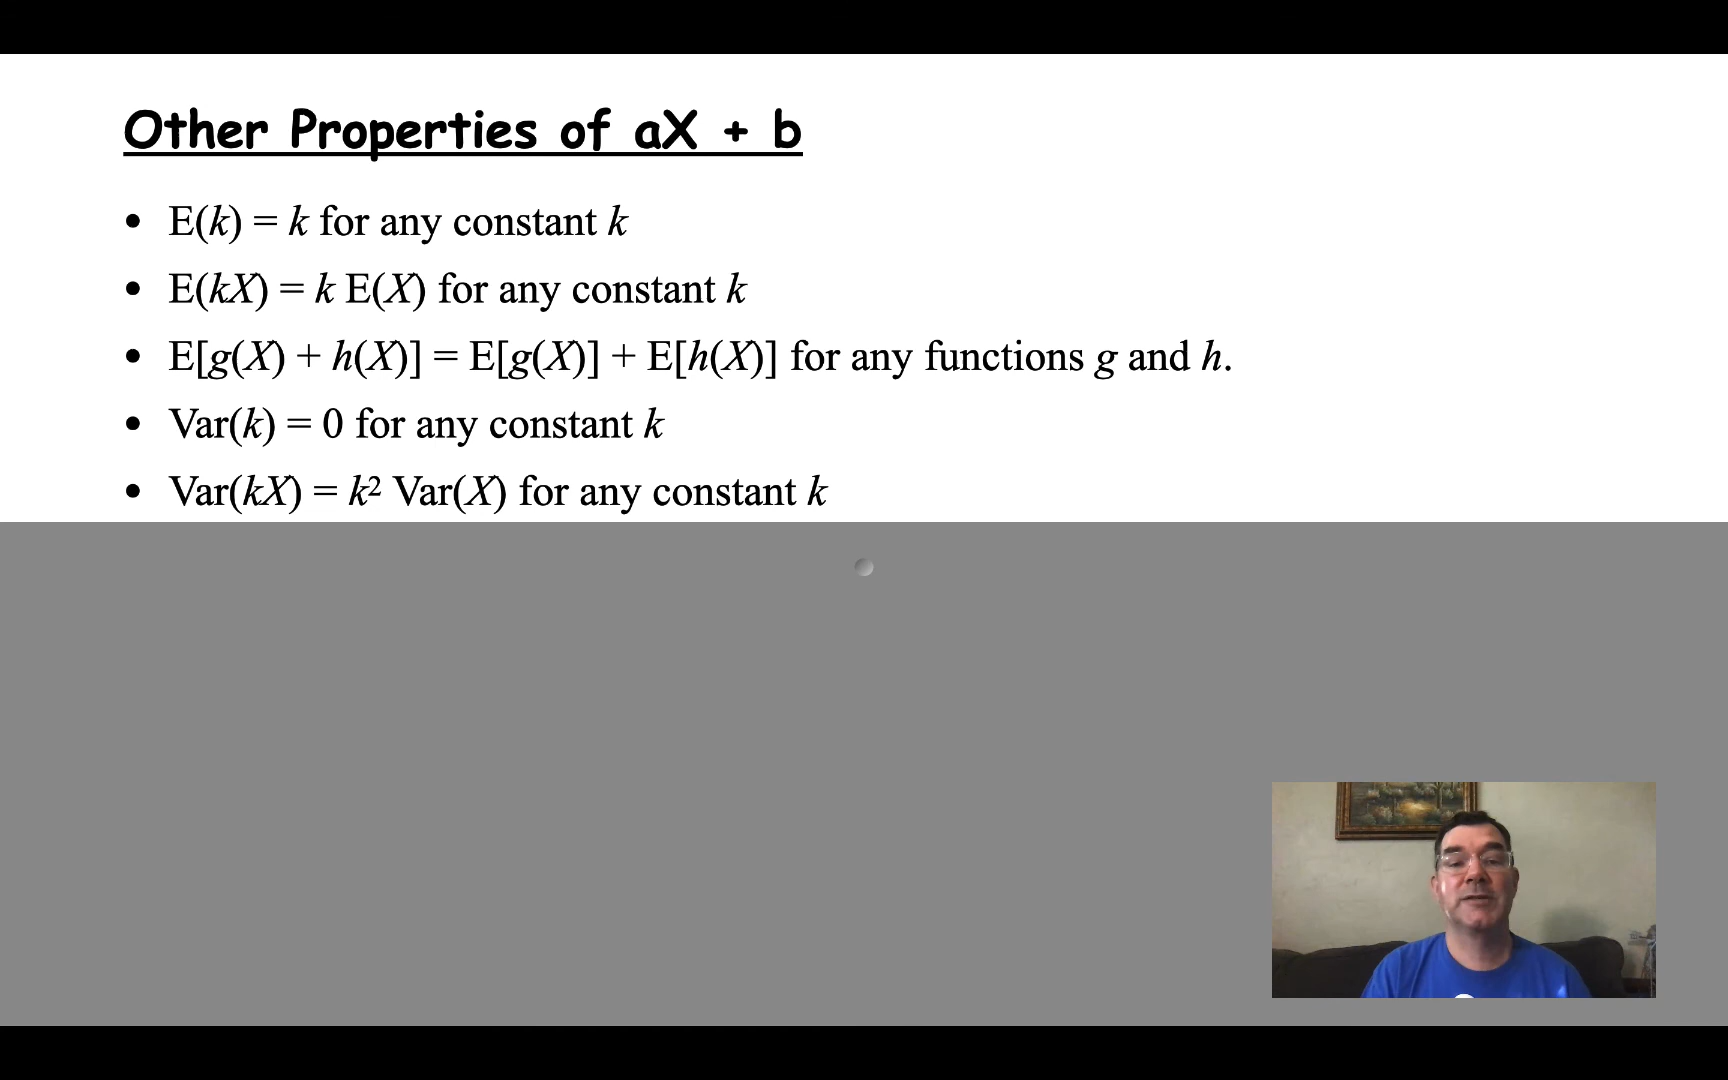 Other Properties of aX + b
• E(k) = k for any constant k
• E(kX) = k E(X) for any constant k
• E[g(X) + h(X)] = E[g(X)] + E[h(X)] for any functions g and h.
• Var(k) = 0 for any constant k
• Var(kX) = k² Var(X) for any constant k